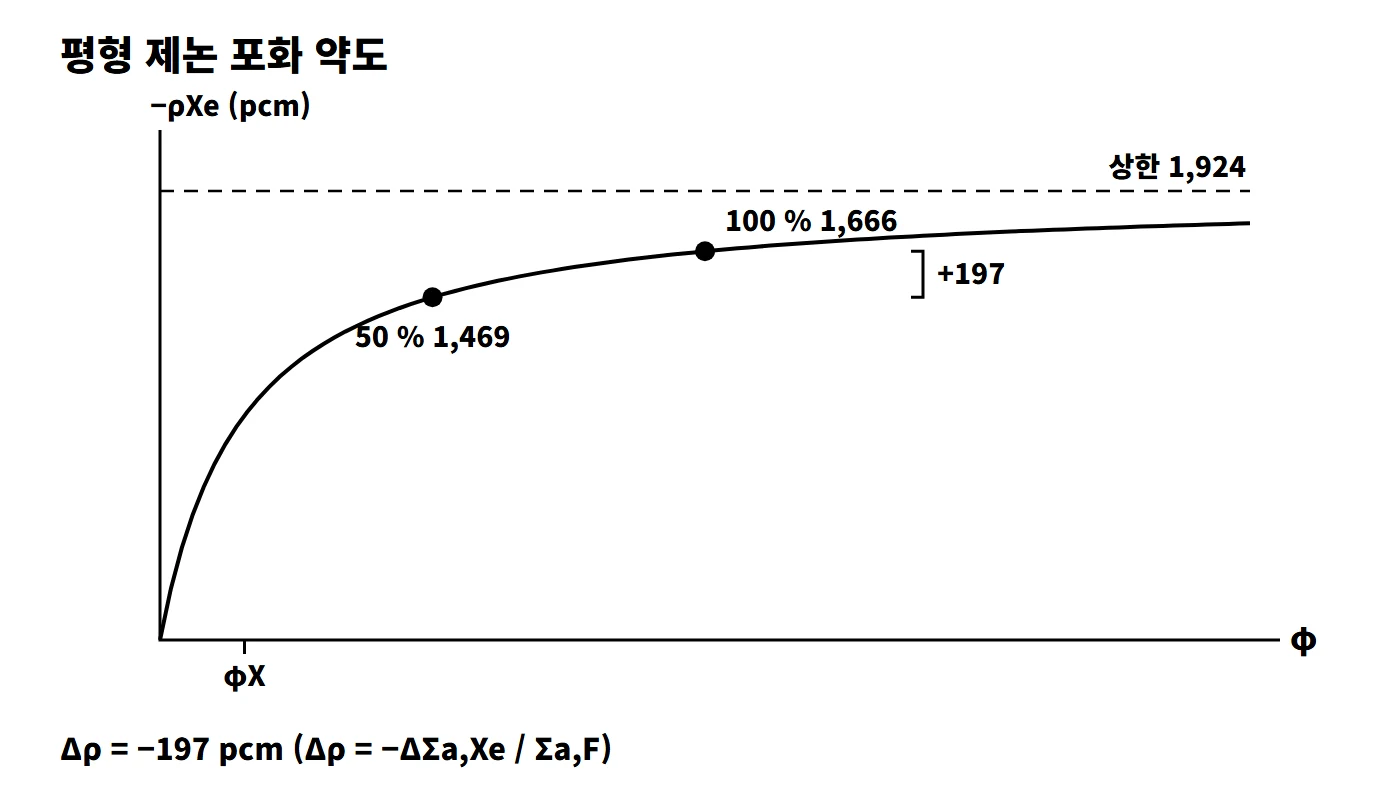 평형 제논 포화 약도
−ρXe (pcm)
상한 1,924
100 % 1,666
+197
50 % 1,469
ϕ
ϕX
Δρ = −197 pcm (Δρ = −ΔΣa,Xe / Σa,F)